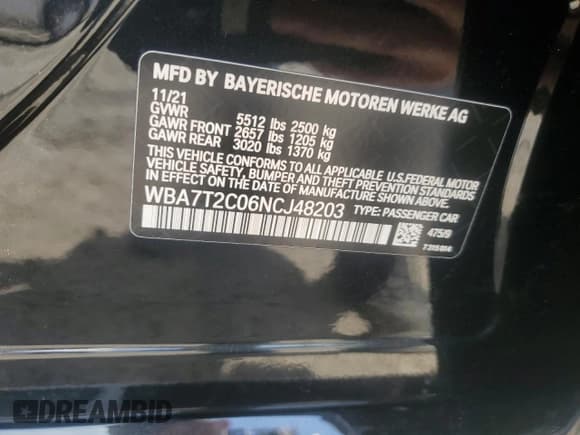 MFD BY BAYERISCHE MOTOREN WERKE AG
11/21
GVWR 5512 lbs 2500 kg
GAWR FRONT 2657 lbs 1205 kg
GAWR REAR 3020 lbs 1370 kg
THIS VEHICLE CONFORMS TO ALL APPLICABLE U.S.FEDERAL MOTOR
VEHICLE SAFETY, BUMPER AND THEFT PREVENTION STANDARDS
IN EFFECT ON THE DATE OF MANUFACTURE SHOWN ABOVE.
WBA7T2C06NCJ48203 TYPE: PASSENGER CAR
DREAMBID